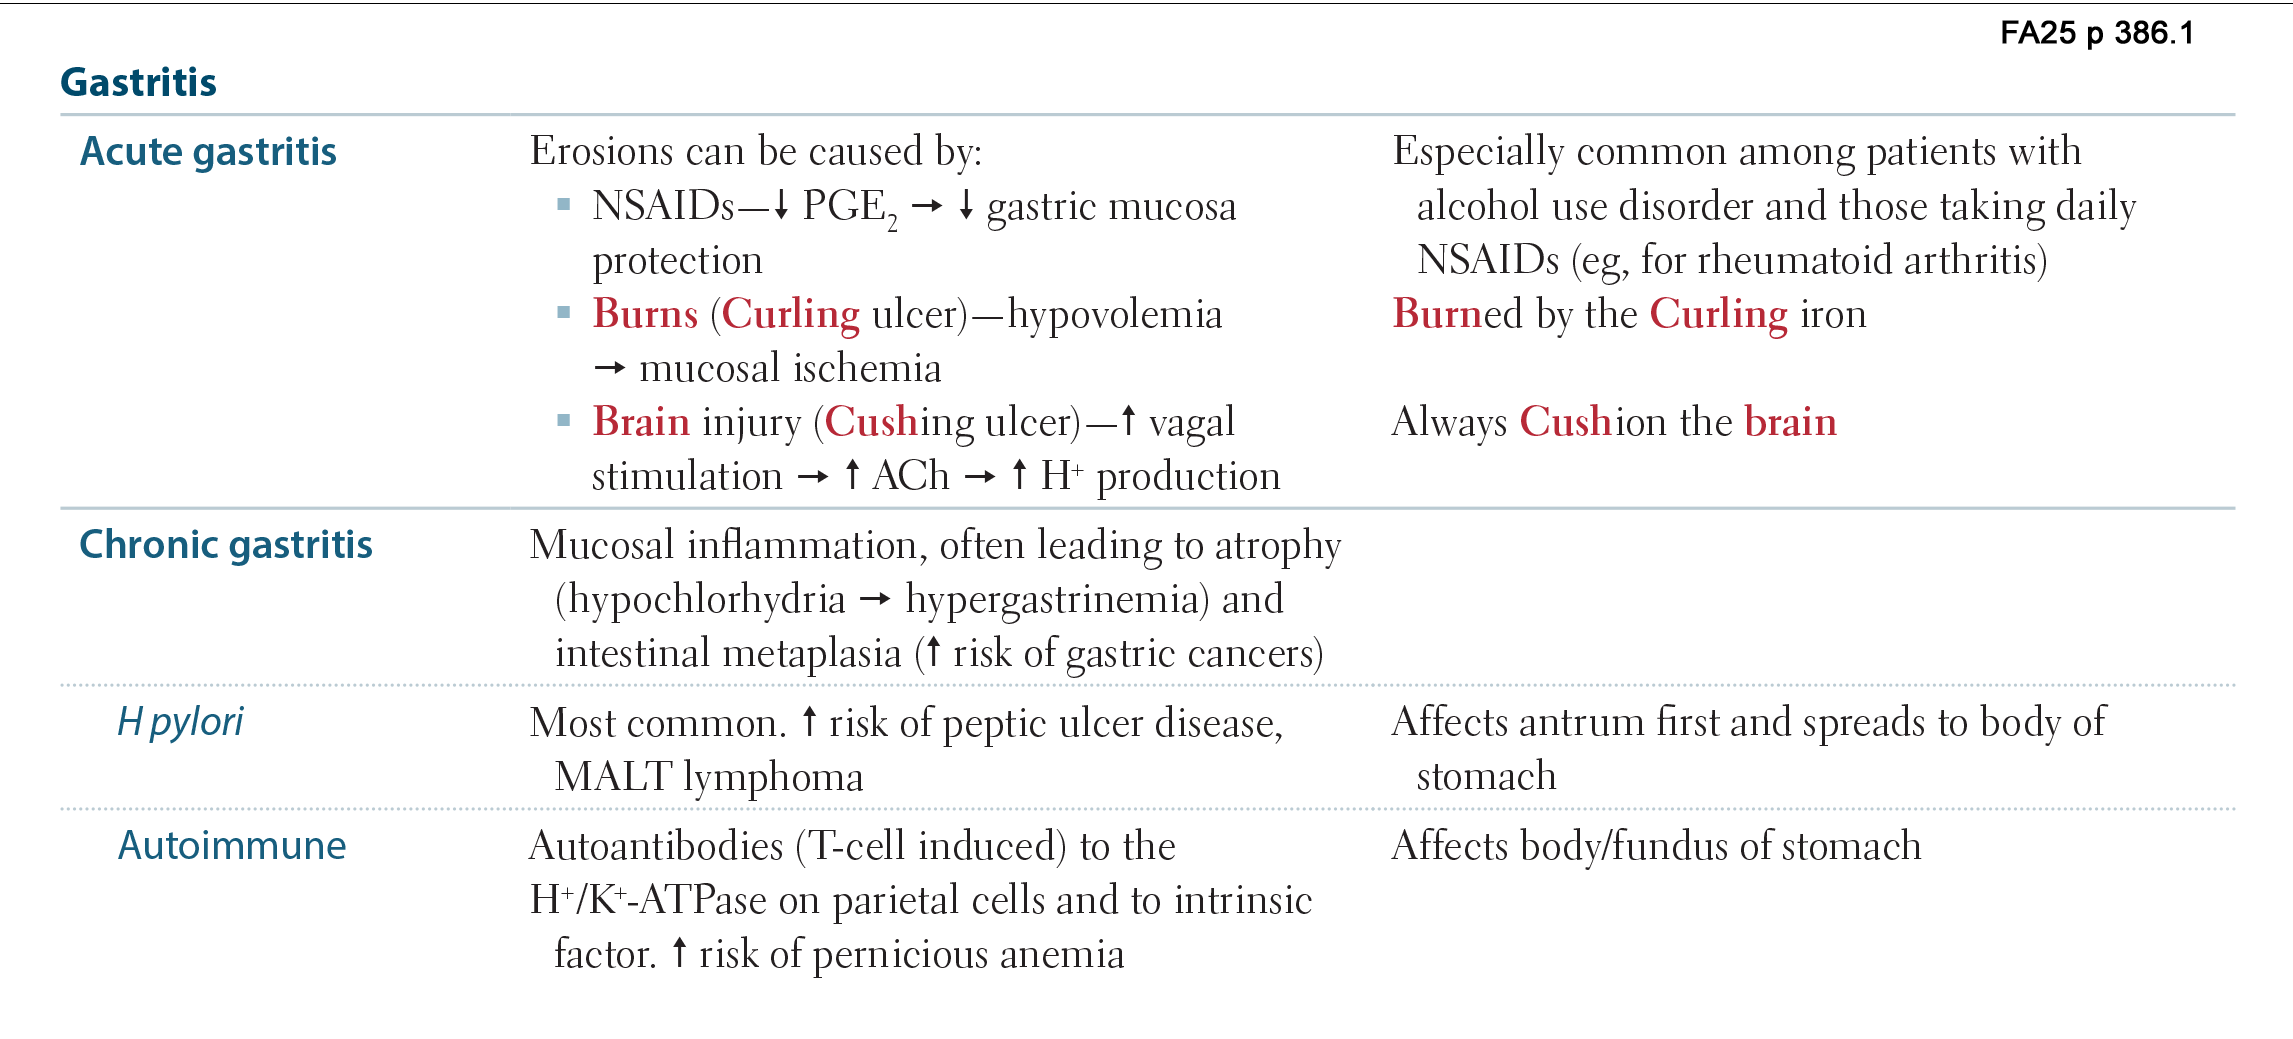 FA25 p 386.1
Gastritis
Acute gastritis
Erosions can be caused by:
▪ NSAIDs—↓ PGE₂ → ↓ gastric mucosa
protection
▪ Burns (Curling ulcer)—hypovolemia
→ mucosal ischemia
▪ Brain injury (Cushing ulcer)—↑ vagal
stimulation → ↑ ACh → ↑ H⁺ production
Especially common among patients with
alcohol use disorder and those taking daily
NSAIDs (eg, for rheumatoid arthritis)
Burned by the Curling iron
Always Cushion the brain
Chronic gastritis
Mucosal inflammation, often leading to atrophy
(hypochlorhydria → hypergastrinemia) and
intestinal metaplasia (↑ risk of gastric cancers)
H pylori
Most common. ↑ risk of peptic ulcer disease,
MALT lymphoma
Affects antrum first and spreads to body of
stomach
Autoimmune
Autoantibodies (T-cell induced) to the
H⁺/K⁺-ATPase on parietal cells and to intrinsic
factor. ↑ risk of pernicious anemia
Affects body/fundus of stomach